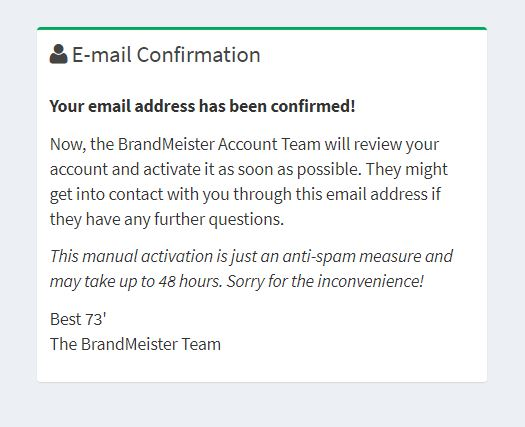 E-mail Confirmation
Your email address has been confirmed!
Now, the BrandMeister Account Team will review your
account and activate it as soon as possible. They might
get into contact with you through this email address if
they have any further questions.
This manual activation is just an anti-spam measure and
may take up to 48 hours. Sorry for the inconvenience!
Best 73'
The BrandMeister Team